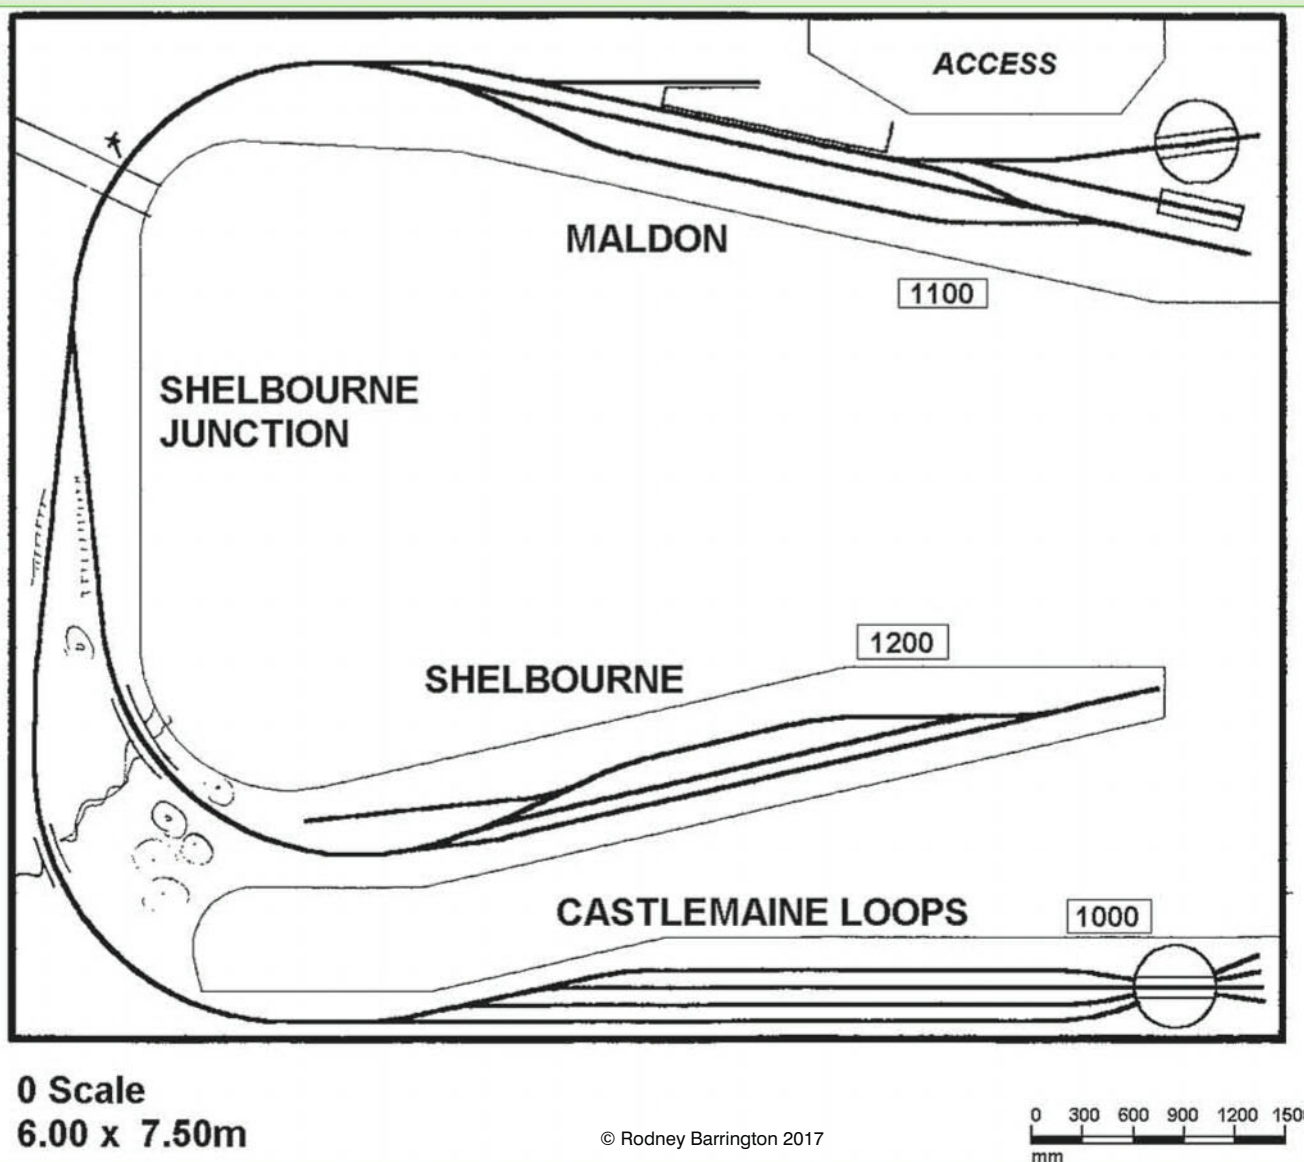 ACCESS
MALDON
1100
SHELBOURNE
JUNCTION
1200
SHELBOURNE
CASTLEMAINE LOOPS
1000
0 Scale
6.00 x 7.50m
© Rodney Barrington 2017
0 300 600 900 1200 150
mm